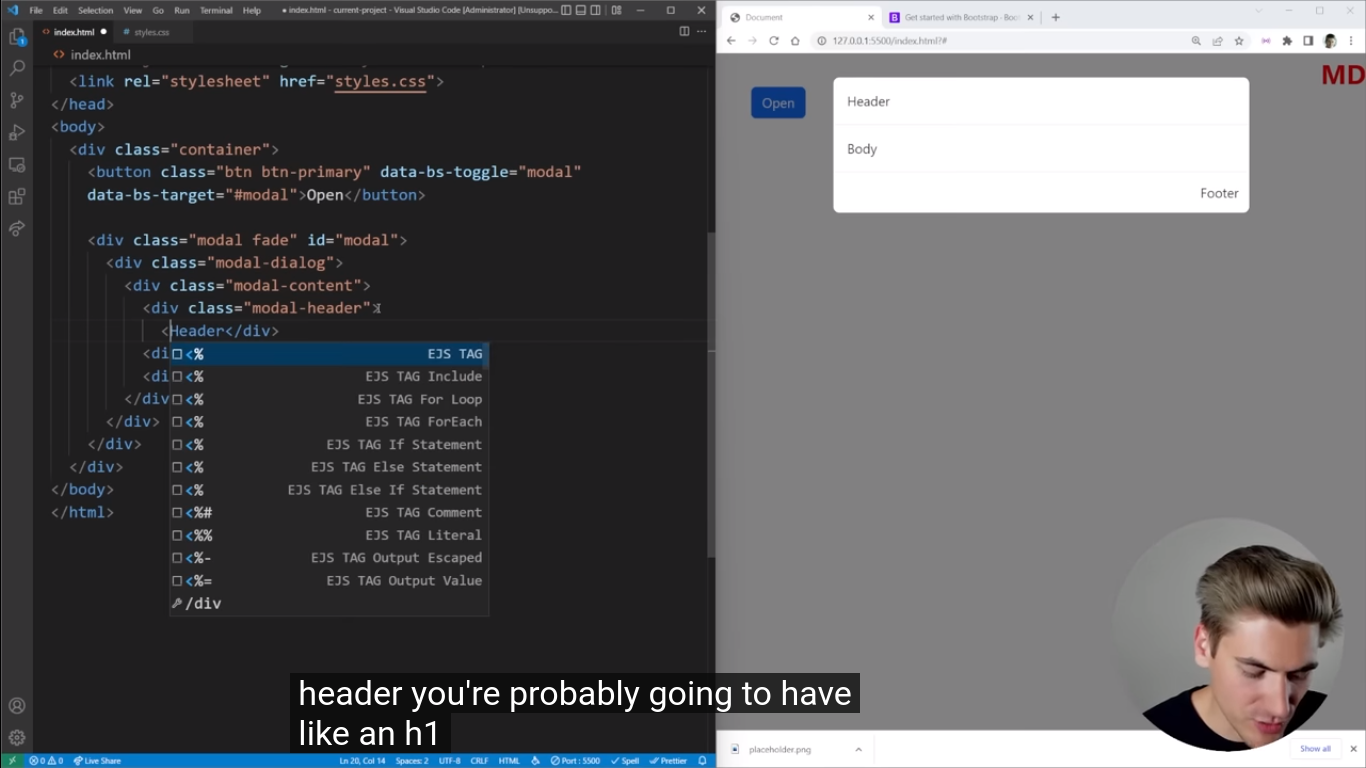 File Edit Selection View Go Run Terminal Help
● index.html - current-project - Visual Studio Code [Administrator] [Unsuppo...
index.html ●
styles.css
index.html
<link rel="stylesheet" href="styles.css">
</head>
<body>
<div class="container">
<button class="btn btn-primary" data-bs-toggle="modal"
data-bs-target="#modal">Open</button>
<div class="modal fade" id="modal">
<div class="modal-dialog">
<div class="modal-content">
<div class="modal-header">
<Header</div>
<di
<di
</div
</div>
</div>
</div>
</body>
</html>
<% EJS TAG
<% EJS TAG Include
<% EJS TAG For Loop
<% EJS TAG ForEach
<% EJS TAG If Statement
<% EJS TAG Else Statement
<% EJS TAG Else If Statement
<%# EJS TAG Comment
<%% EJS TAG Literal
<%- EJS TAG Output Escaped
<%= EJS TAG Output Value
/div
0 0 Live Share
Ln 20, Col 14 Spaces: 2 UTF-8 CRLF HTML Port : 5500 Spell Prettier
Document
Get started with Bootstrap · Boo
127.0.0.1:5500/index.html?#
MD
Open
Header
Body
Footer
placeholder.png
Show all
header you're probably going to have
like an h1